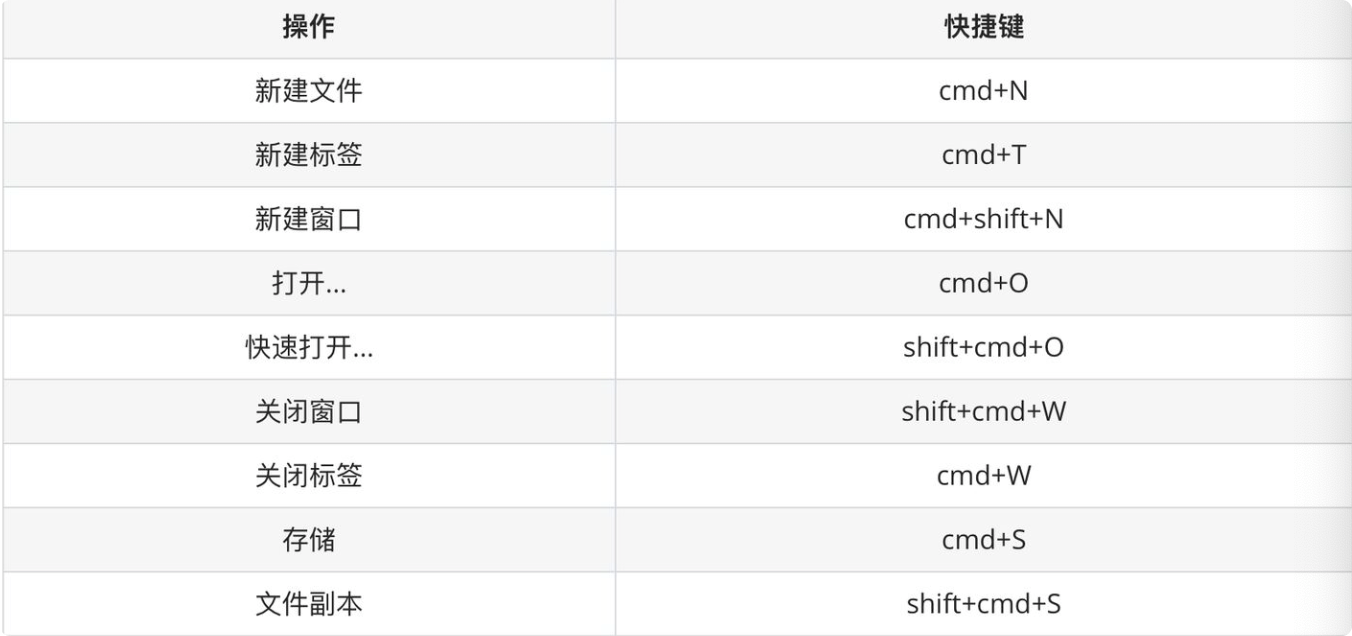 操作 快捷键
新建文件 cmd+N
新建标签 cmd+T
新建窗口 cmd+shift+N
打开... cmd+O
快速打开... shift+cmd+O
关闭窗口 shift+cmd+W
关闭标签 cmd+W
存储 cmd+S
文件副本 shift+cmd+S